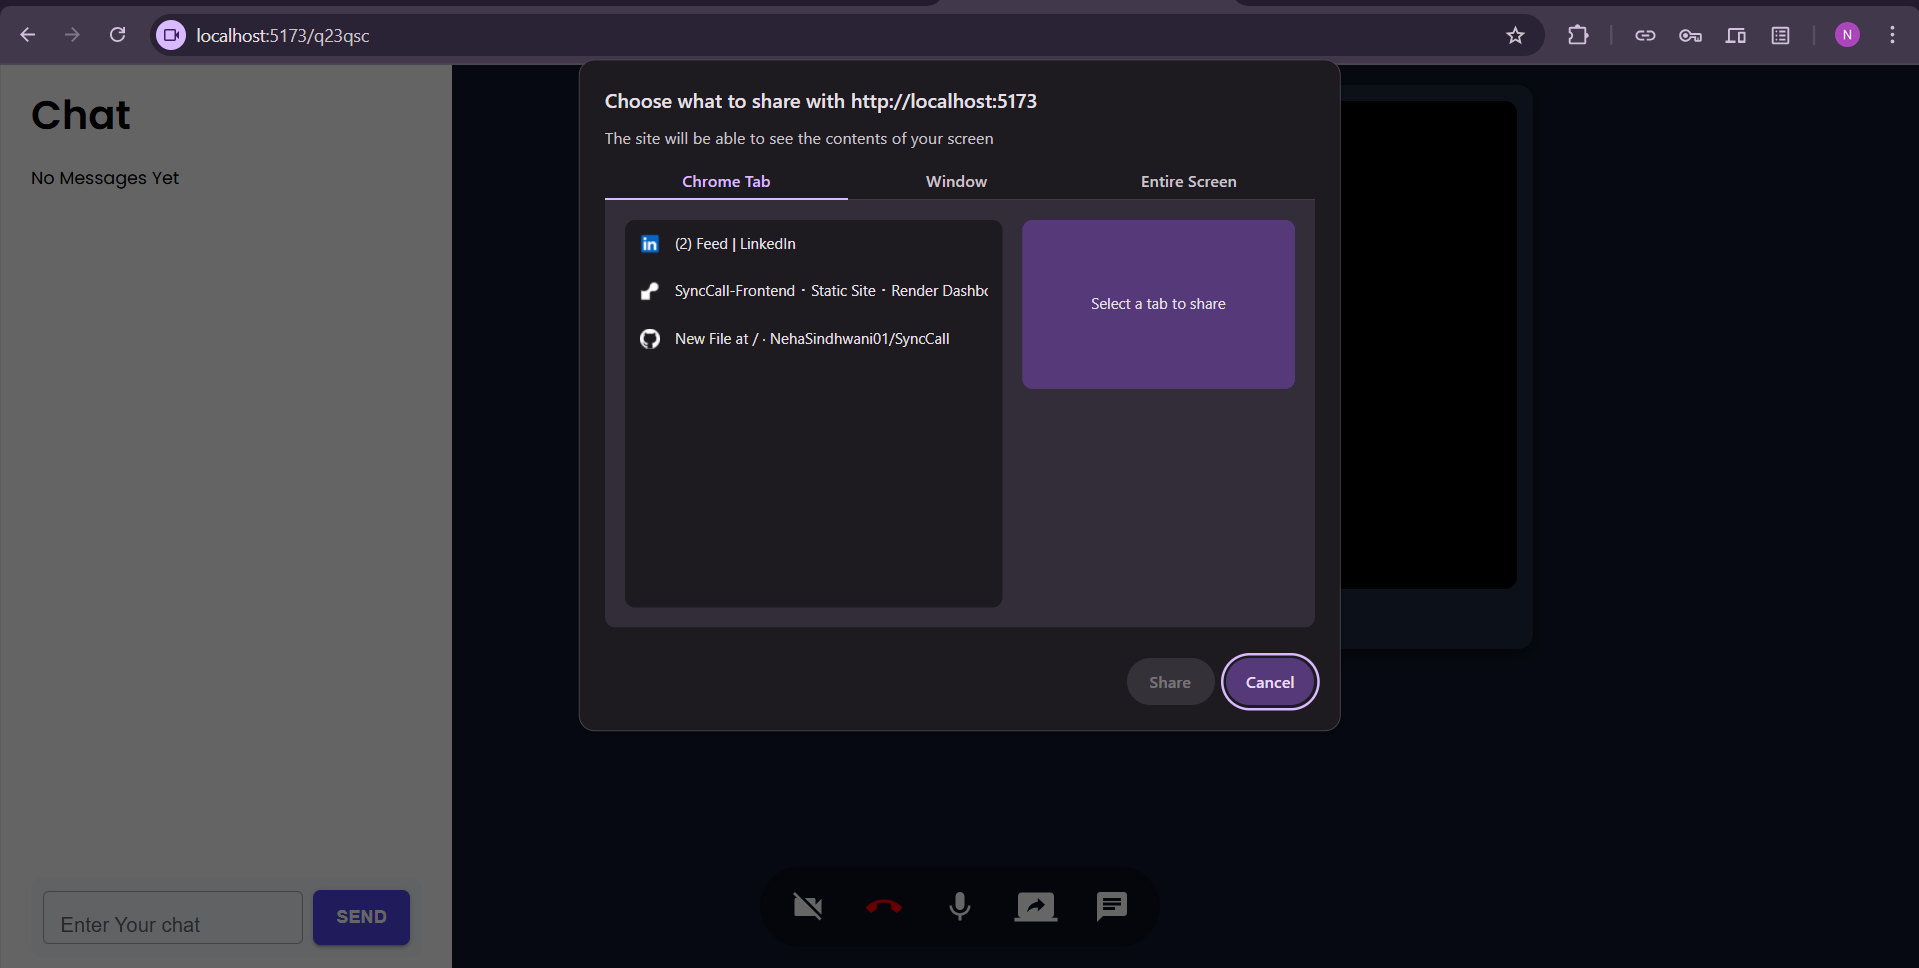 localhost:5173/q23qsc
N
Chat
No Messages Yet
Enter Your chat
SEND
Choose what to share with http://localhost:5173
The site will be able to see the contents of your screen
Chrome Tab
Window
Entire Screen
in
(2) Feed | LinkedIn
SyncCall-Frontend · Static Site · Render Dashbo
New File at / · NehaSindhwani01/SyncCall
Select a tab to share
Share
Cancel